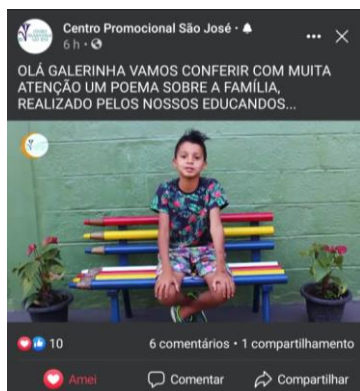 Centro Promocional São José ·
6 h ·
OLÁ GALERINHA VAMOS CONFERIR COM MUITA
ATENÇÃO UM POEMA SOBRE A FAMÍLIA,
REALIZADO PELOS NOSSOS EDUCANDOS...
10
6 comentários • 1 compartilhamento
Amei
Comentar
Compartilhar